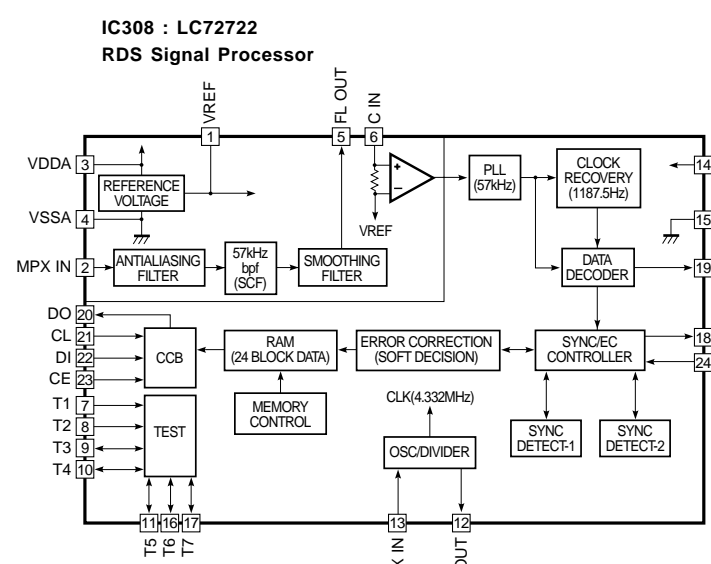 IC308 : LC72722
RDS Signal Processor
VREF
FL OUT
C IN
1
5
6
VDDA 3
14
REFERENCE
VOLTAGE
+
–
PLL
(57kHz)
CLOCK
RECOVERY
(1187.5Hz)
VSSA 4
15
VREF
MPX IN 2
ANTIALIASING
FILTER
57kHz
bpf
(SCF)
SMOOTHING
FILTER
DATA
DECODER
19
DO 20
CL 21
DI 22
CE 23
CCB
RAM
(24 BLOCK DATA)
ERROR CORRECTION
(SOFT DECISION)
SYNC/EC
CONTROLLER
18
24
T1 7
T2 8
T3 9
T4 10
TEST
MEMORY
CONTROL
CLK(4.332MHz)
OSC/DIVIDER
SYNC
DETECT-1
SYNC
DETECT-2
11
16
17
13
12
T5
T6
T7
IN
OUT